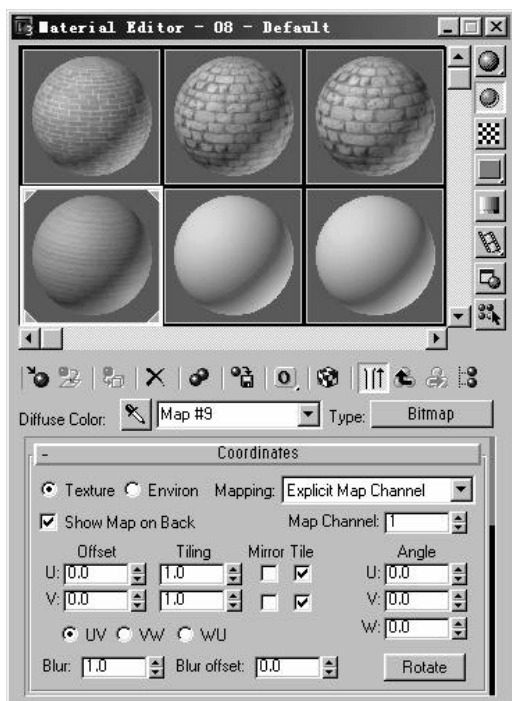 Material Editor - 08 - Default
Diffuse Color: Map #9 Type: Bitmap
- Coordinates
Texture Environ Mapping: Explicit Map Channel
Show Map on Back Map Channel: 1
Offset Tiling Mirror Tile Angle
U: 0.0 1.0 U: 0.0
V: 0.0 1.0 V: 0.0
UV VW WU W: 0.0
Blur: 1.0 Blur offset: 0.0 Rotate